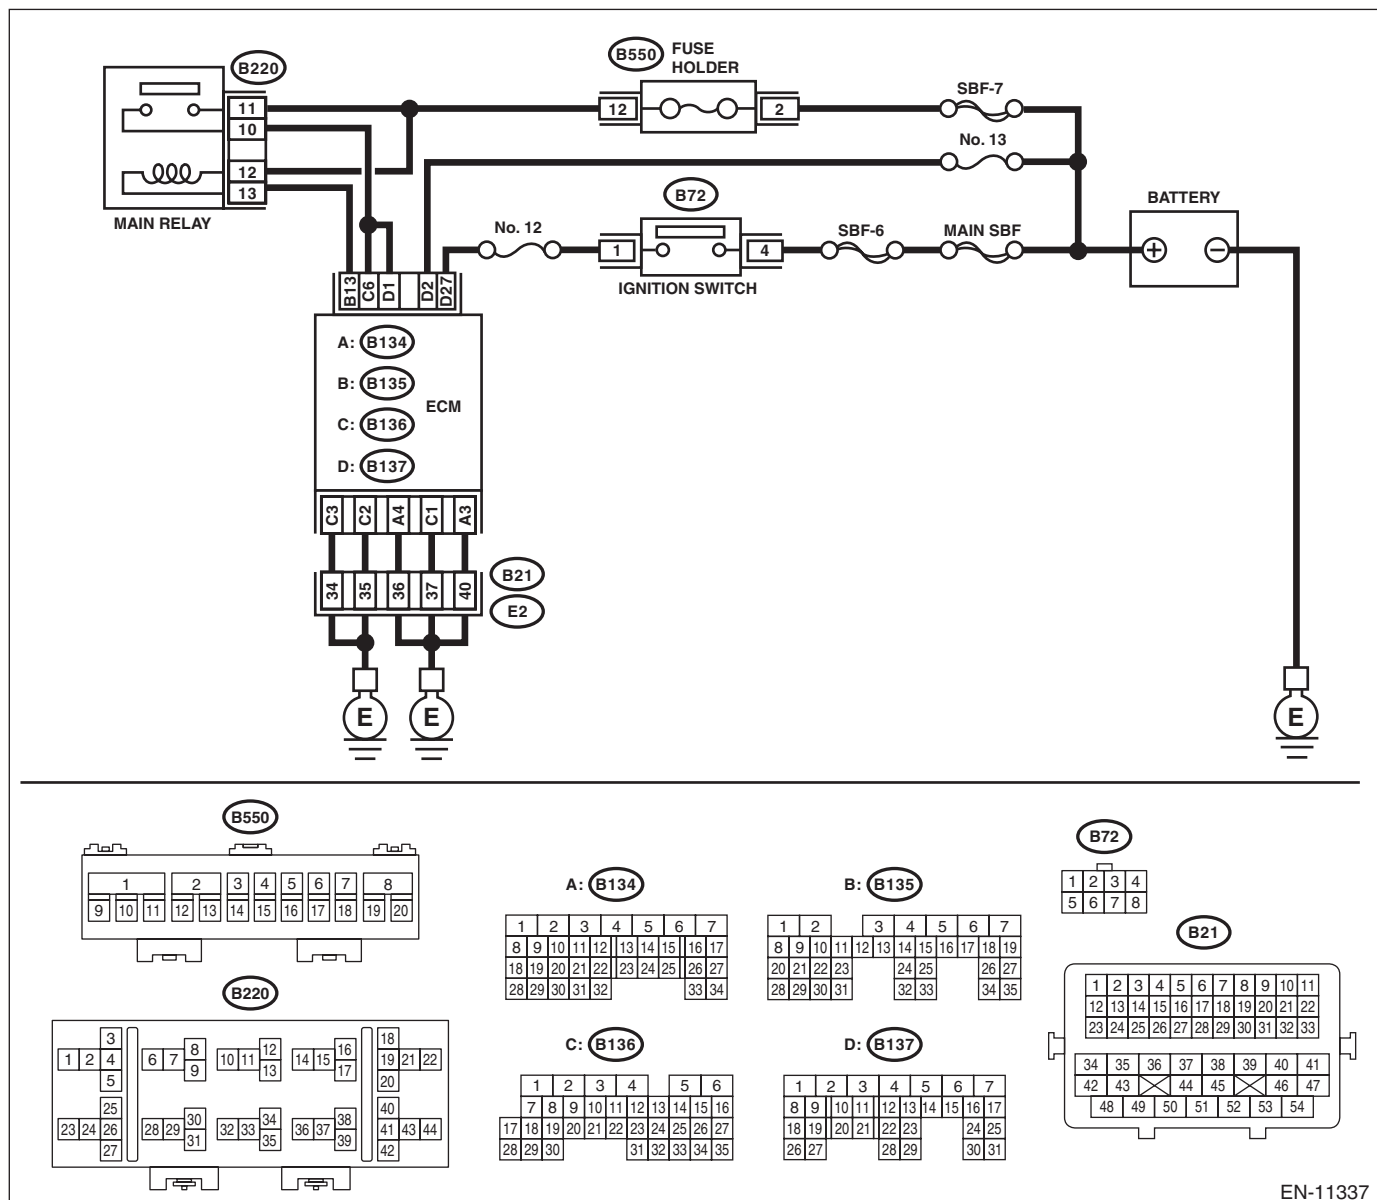 B550 FUSE HOLDER
B220
SBF-7
11
10
12
2
12
13
No. 13
MAIN RELAY
B72
BATTERY
No. 12
1
4
SBF-6
MAIN SBF
+
−
IGNITION SWITCH
B13 C6 D1 D2 D27
A: B134
B: B135
ECM
C: B136
D: B137
C3 C2 A4 C1 A3
34 35 36 37 40
B21
E2
E E E
B550
1 2 3 4 5 6 7 8
9 10 11 12 13 14 15 16 17 18 19 20
B220
3 8 12 16 18
1 2 4 6 7 10 11 14 15 19 21 22
5 9 13 17 20
25 30 34 38 40
23 24 26 28 29 32 33 36 37 41 43 44
27 31 35 39 42
A: B134
1 2 3 4 5 6 7
8 9 10 11 12 13 14 15 16 17
18 19 20 21 22 23 24 25 26 27
28 29 30 31 32 33 34
B: B135
1 2 3 4 5 6 7
8 9 10 11 12 13 14 15 16 17 18 19
20 21 22 23 24 25 26 27
28 29 30 31 32 33 34 35
C: B136
1 2 3 4 5 6
7 8 9 10 11 12 13 14 15 16
17 18 19 20 21 22 23 24 25 26 27
28 29 30 31 32 33 34 35
D: B137
1 2 3 4 5 6 7
8 9 10 11 12 13 14 15 16 17
18 19 20 21 22 23 24 25
26 27 28 29 30 31
B72
1 2 3 4
5 6 7 8
B21
1 2 3 4 5 6 7 8 9 10 11
12 13 14 15 16 17 18 19 20 21 22
23 24 25 26 27 28 29 30 31 32 33
34 35 36 37 38 39 40 41
42 43 44 45 46 47
48 49 50 51 52 53 54
EN-11337